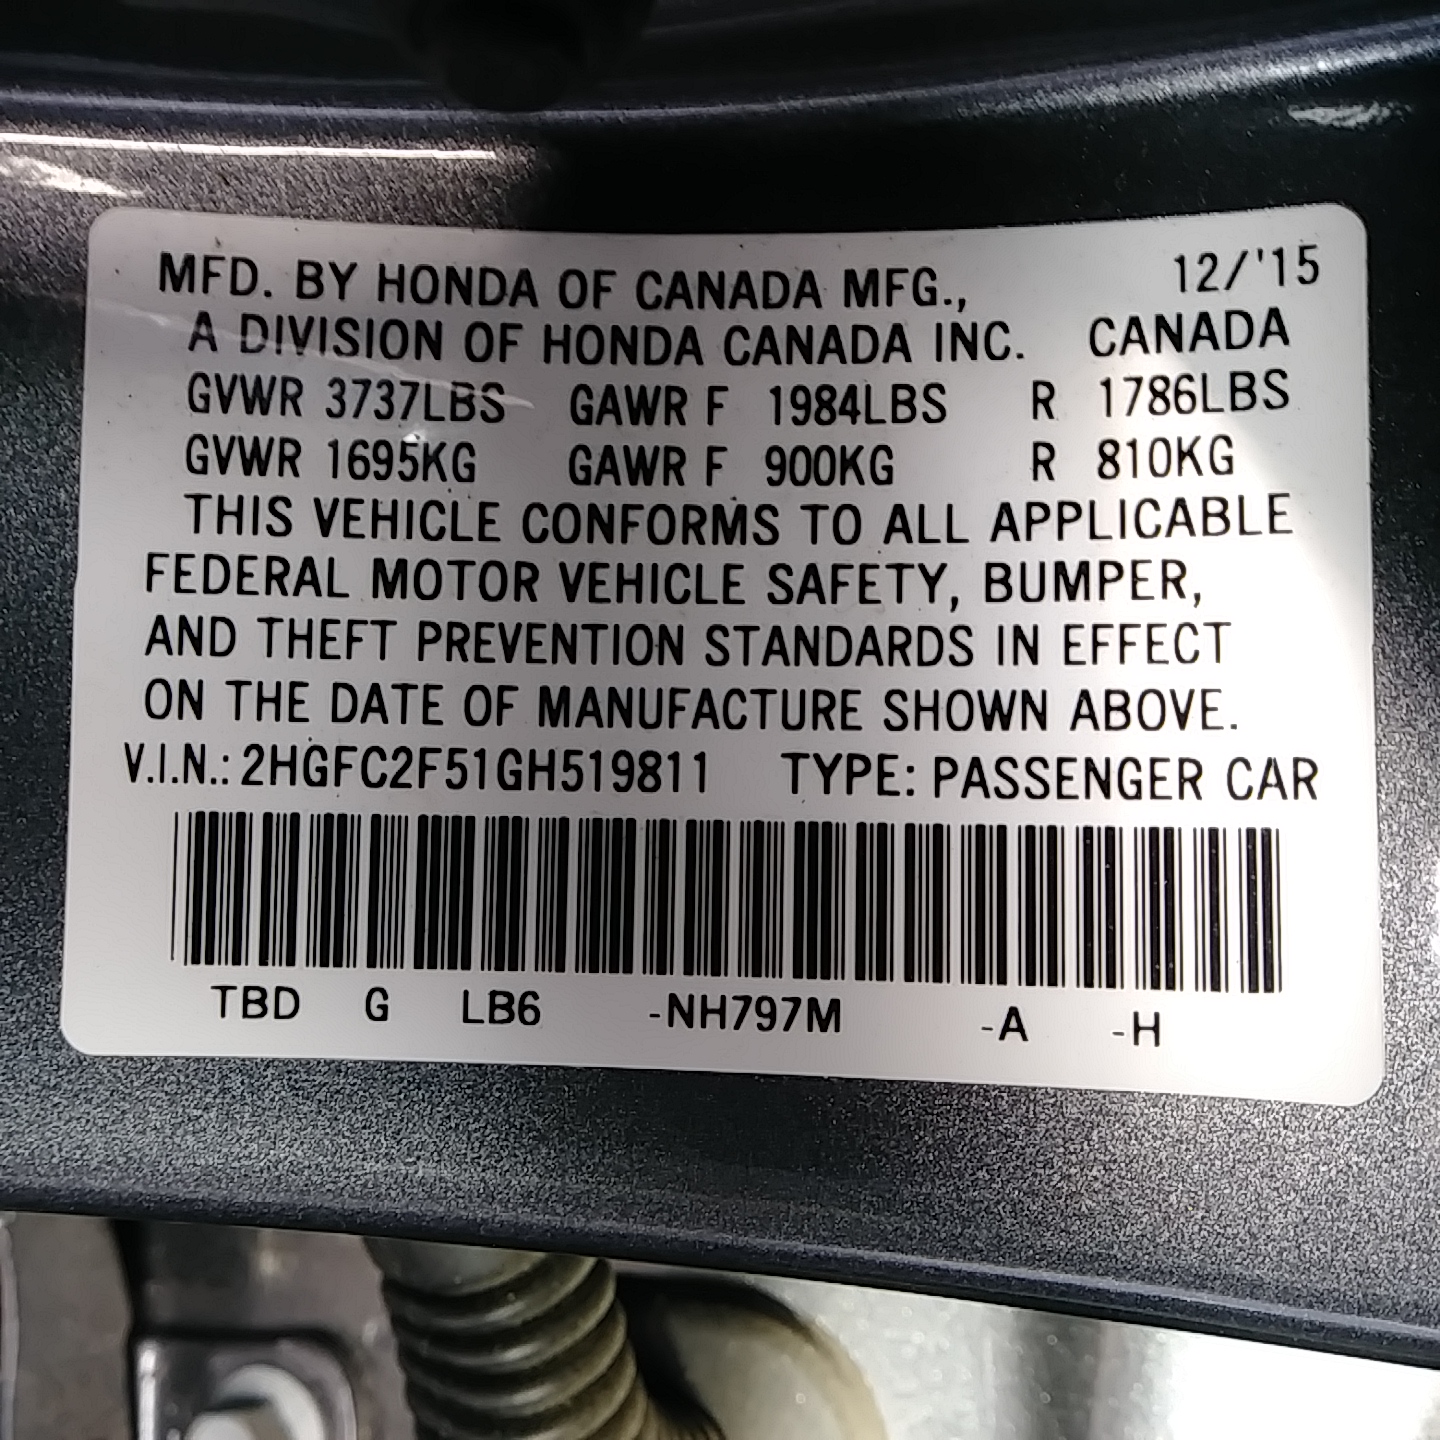 MFD. BY HONDA OF CANADA MFG., 12/'15
A DIVISION OF HONDA CANADA INC. CANADA
GVWR 3737LBS GAWR F 1984LBS R 1786LBS
GVWR 1695KG GAWR F 900KG R 810KG
THIS VEHICLE CONFORMS TO ALL APPLICABLE
FEDERAL MOTOR VEHICLE SAFETY, BUMPER,
AND THEFT PREVENTION STANDARDS IN EFFECT
ON THE DATE OF MANUFACTURE SHOWN ABOVE.
V.I.N.: 2HGFC2F51GH519811 TYPE: PASSENGER CAR
TBD G LB6 -NH797M -A -H